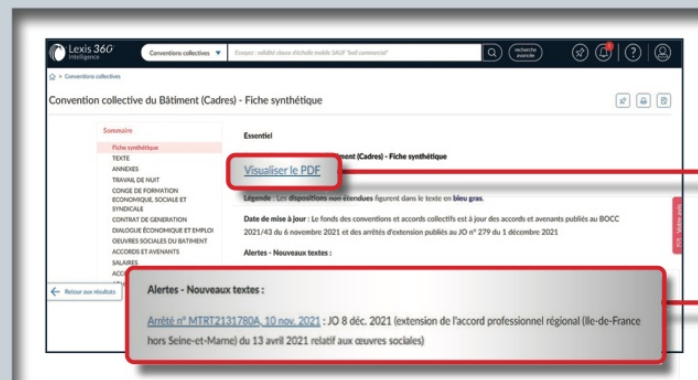 Lexis 360
Intelligence
Conventions collectives
Essayez : validité clause d'échelle mobile SAUF "bail commercial"
recherche
avancée
> Conventions collectives
Convention collective du Bâtiment (Cadres) - Fiche synthétique
Sommaire
Fiche synthétique
TEXTE
ANNEXES
TRAVAIL DE NUIT
CONGE DE FORMATION
ECONOMIQUE, SOCIALE ET
SYNDICALE
CONTRAT DE GENERATION
DIALOGUE ÉCONOMIQUE ET EMPLOI
OEUVRES SOCIALES DU BATIMENT
ACCORDS ET AVENANTS
SALAIRES
Retour aux résultats
Essentiel
(Cadres) - Fiche synthétique
Visualiser le PDF
Légende : Les dispositions non étendues figurent dans le texte en bleu gras.
Date de mise à jour : Le fonds des conventions et accords collectifs est à jour des accords et avenants publiés au BOCC
2021/43 du 6 novembre 2021 et des arrêtés d'extension publiés au JO n° 279 du 1 décembre 2021
Alertes - Nouveaux textes :
Alertes - Nouveaux textes :
Arrêté n° MTRT2131780A, 10 nov. 2021 : JO 8 déc. 2021 (extension de l'accord professionnel régional (Ile-de-France
hors Seine-et-Marne) du 13 avril 2021 relatif aux œuvres sociales)